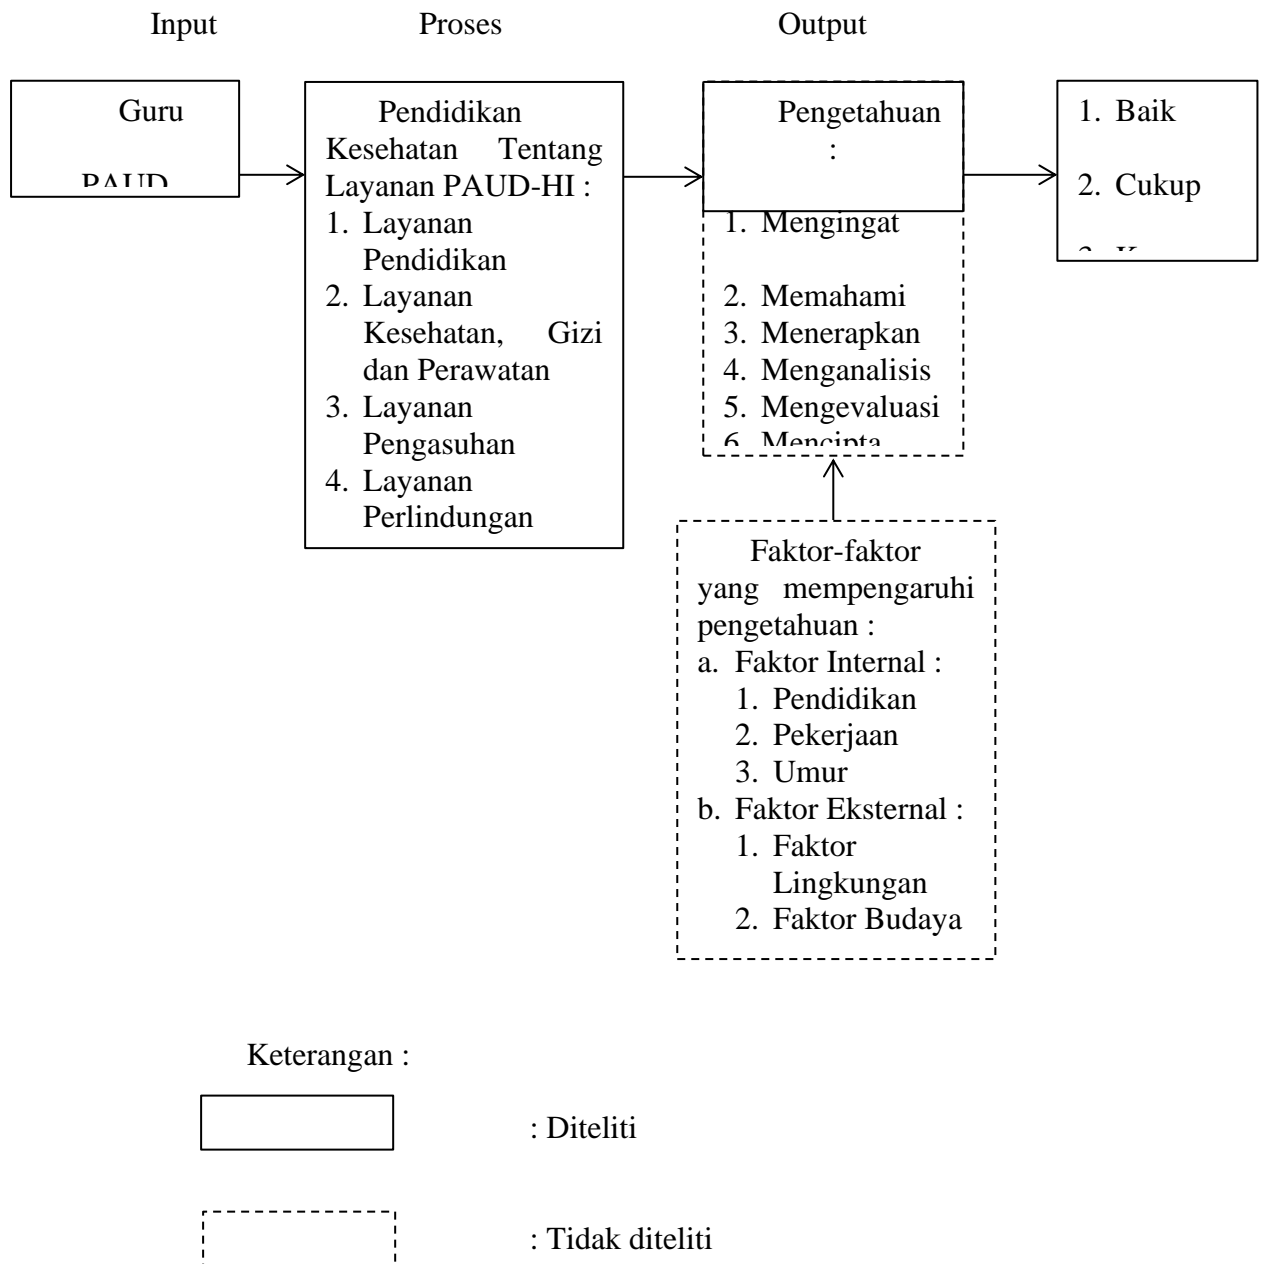 Input Proses Output
Guru
PAUD
Pendidikan
Kesehatan Tentang
Layanan PAUD-HI :
1. Layanan
Pendidikan
2. Layanan
Kesehatan, Gizi
dan Perawatan
3. Layanan
Pengasuhan
4. Layanan
Perlindungan
Pengetahuan
:
1. Mengingat
2. Memahami
3. Menerapkan
4. Menganalisis
5. Mengevaluasi
6. Mencipta
1. Baik
2. Cukup
Faktor-faktor
yang mempengaruhi
pengetahuan :
a. Faktor Internal :
1. Pendidikan
2. Pekerjaan
3. Umur
b. Faktor Eksternal :
1. Faktor
Lingkungan
2. Faktor Budaya
Keterangan :
: Diteliti
: Tidak diteliti